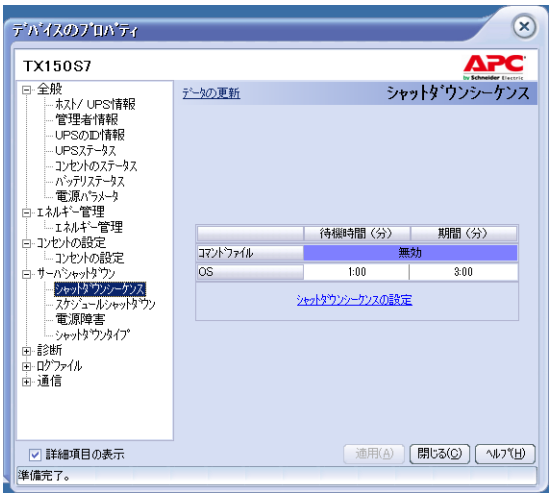 ﾃﾞﾊﾞｲｽのﾌﾟﾛﾊﾟﾃｨ
TX150S7
APC
by Schneider Electric
全般
ﾎｽﾄ/ UPS情報
管理者情報
UPSのID情報
UPSｽﾃｰﾀｽ
ｺﾝｾﾝﾄのｽﾃｰﾀｽ
ﾊﾞｯﾃﾘｽﾃｰﾀｽ
電源ﾊﾟﾗﾒｰﾀ
ｴﾈﾙｷﾞｰ管理
ｴﾈﾙｷﾞｰ管理
ｺﾝｾﾝﾄの設定
ｺﾝｾﾝﾄの設定
ｻｰﾊﾞｼｬｯﾄﾀﾞｳﾝ
ｼｬｯﾄﾀﾞｳﾝｼｰｹﾝｽ
ｽｹｼﾞｭｰﾙｼｬｯﾄﾀﾞｳﾝ
電源障害
ｼｬｯﾄﾀﾞｳﾝﾀｲﾌﾟ
診断
ﾛｸﾞﾌｧｲﾙ
通信
ﾃﾞｰﾀの更新 ｼｬｯﾄﾀﾞｳﾝｼｰｹﾝｽ
待機時間（分） 期間（分）
ｺﾏﾝﾄﾞﾌｧｲﾙ 無効
OS 1:00 3:00
ｼｬｯﾄﾀﾞｳﾝｼｰｹﾝｽの設定
詳細項目の表示 適用(A) 閉じる(C) ﾍﾙﾌﾟ(H)
準備完了。